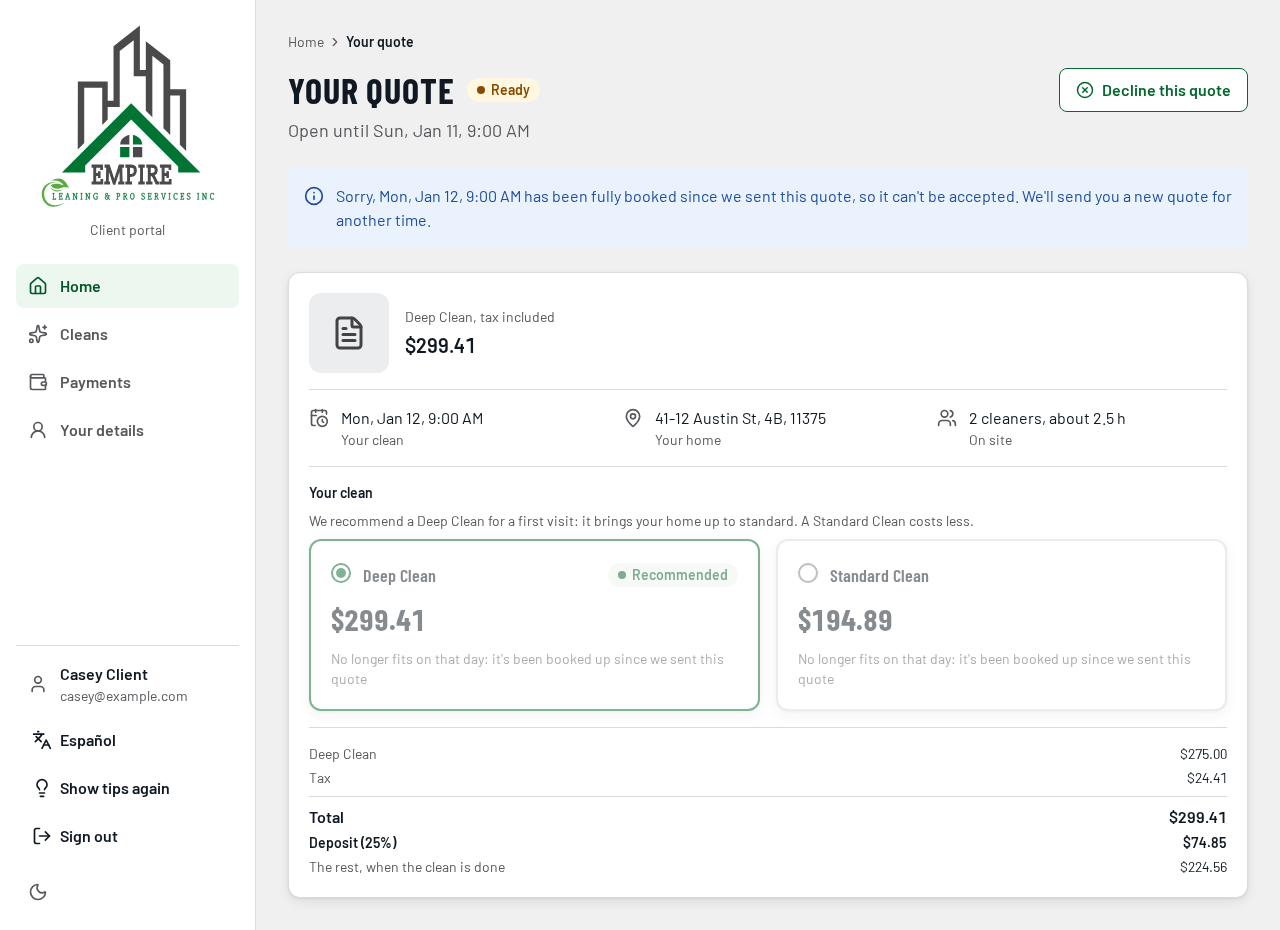 EMPIRE
LEANING & PRO SERVICES INC
Client portal
Home
Cleans
Payments
Your details
Casey Client
casey@example.com
Español
Show tips again
Sign out
Home > Your quote
YOUR QUOTE
Ready
Decline this quote
Open until Sun, Jan 11, 9:00 AM
Sorry, Mon, Jan 12, 9:00 AM has been fully booked since we sent this quote, so it can't be accepted. We'll send you a new quote for
another time.
Deep Clean, tax included
$299.41
Mon, Jan 12, 9:00 AM
Your clean
41-12 Austin St, 4B, 11375
Your home
2 cleaners, about 2.5 h
On site
Your clean
We recommend a Deep Clean for a first visit: it brings your home up to standard. A Standard Clean costs less.
Deep Clean
Recommended
$299.41
No longer fits on that day: it's been booked up since we sent this
quote
Standard Clean
$194.89
No longer fits on that day: it's been booked up since we sent this
quote
Deep Clean $275.00
Tax $24.41
Total $299.41
Deposit (25%) $74.85
The rest, when the clean is done $224.56